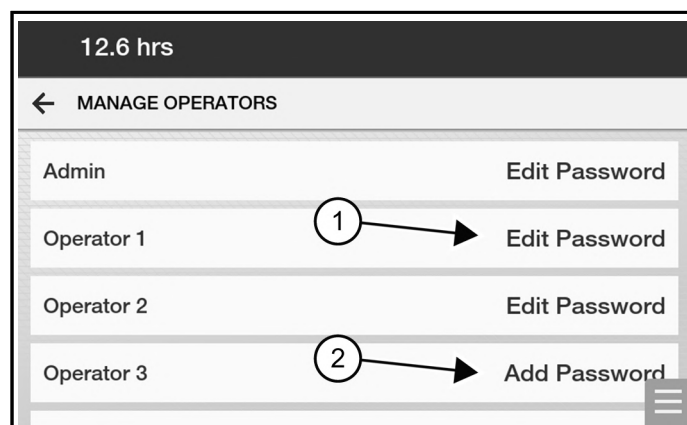 12.6 hrs
MANAGE OPERATORS
Admin Edit Password
Operator 1 1 Edit Password
Operator 2 Edit Password
Operator 3 2 Add Password